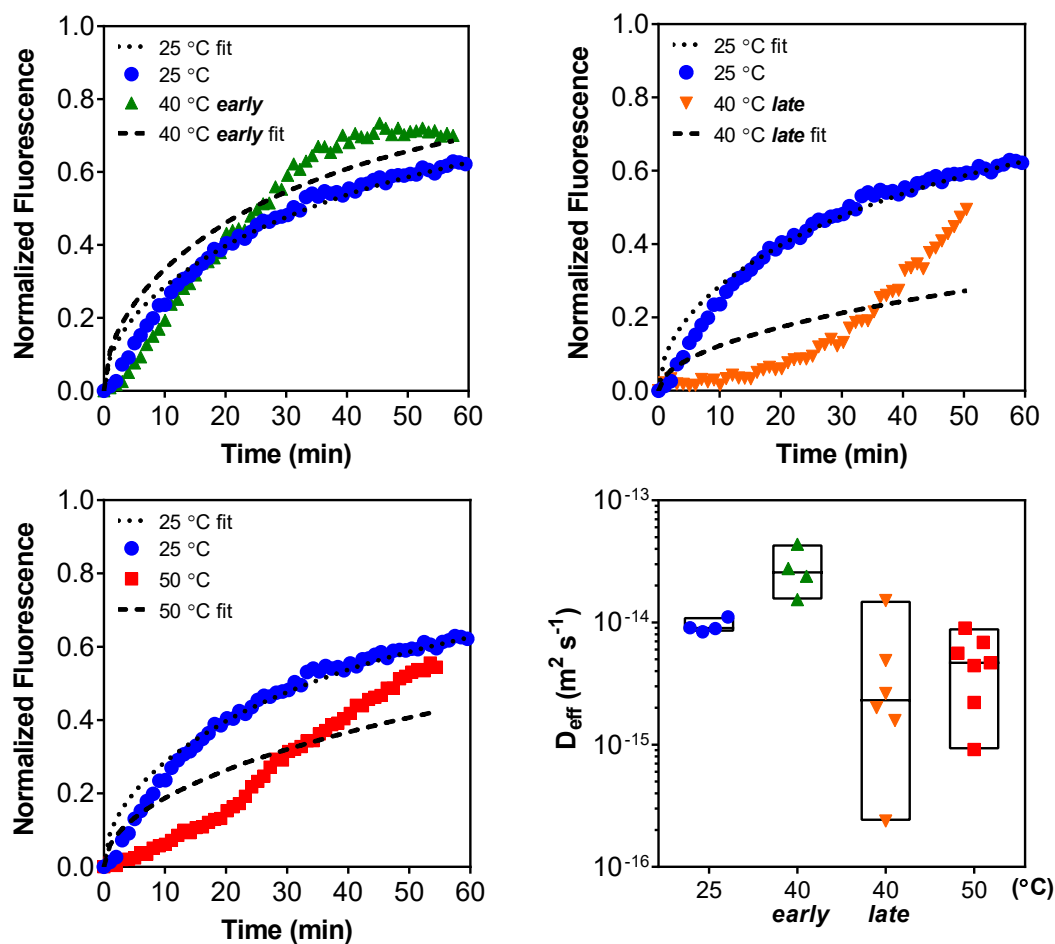 1.0
0.8
0.6
0.4
0.2
0.0
Normalized Fluorescence
25 °C fit
25 °C
40 °C early
40 °C early fit
0 10 20 30 40 50 60
Time (min)
1.0
0.8
0.6
0.4
0.2
0.0
Normalized Fluorescence
25 °C fit
25 °C
40 °C late
40 °C late fit
0 10 20 30 40 50 60
Time (min)
1.0
0.8
0.6
0.4
0.2
0.0
Normalized Fluorescence
25 °C fit
25 °C
50 °C
50 °C fit
0 10 20 30 40 50 60
Time (min)
10⁻¹³
10⁻¹⁴
10⁻¹⁵
10⁻¹⁶
D_eff (m² s⁻¹)
25 40 40 50 (°C)
early late